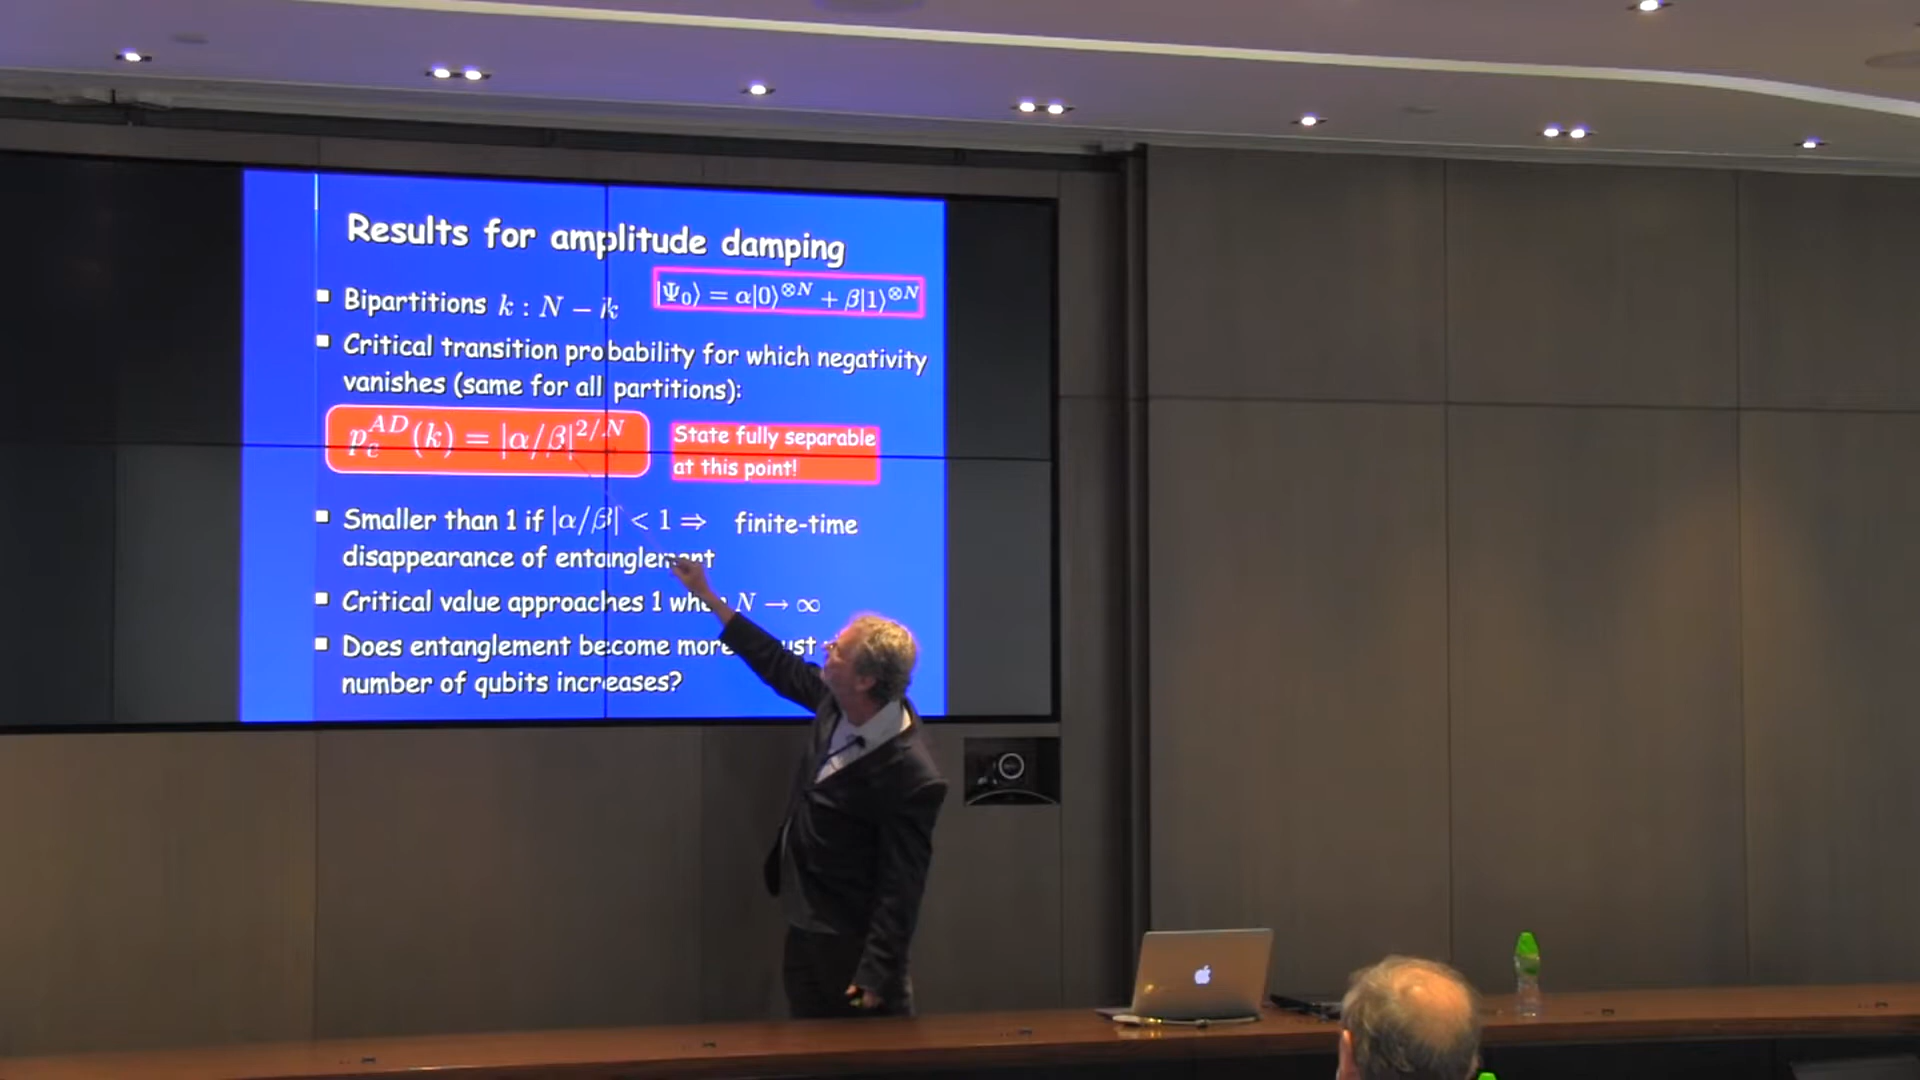 Results for amplitude damping
Bipartitions k : N − k
|Ψ₀⟩ = α|0⟩^⊗N + β|1⟩^⊗N
Critical transition probability for which negativity
vanishes (same for all partitions):
p_c^AD(k) = |α/β|^2/N
State fully separable
at this point!
Smaller than 1 if |α/β| < 1 ⇒ finite-time
disappearance of entanglement
Critical value approaches 1 when N → ∞
Does entanglement become more
number of qubits increases?